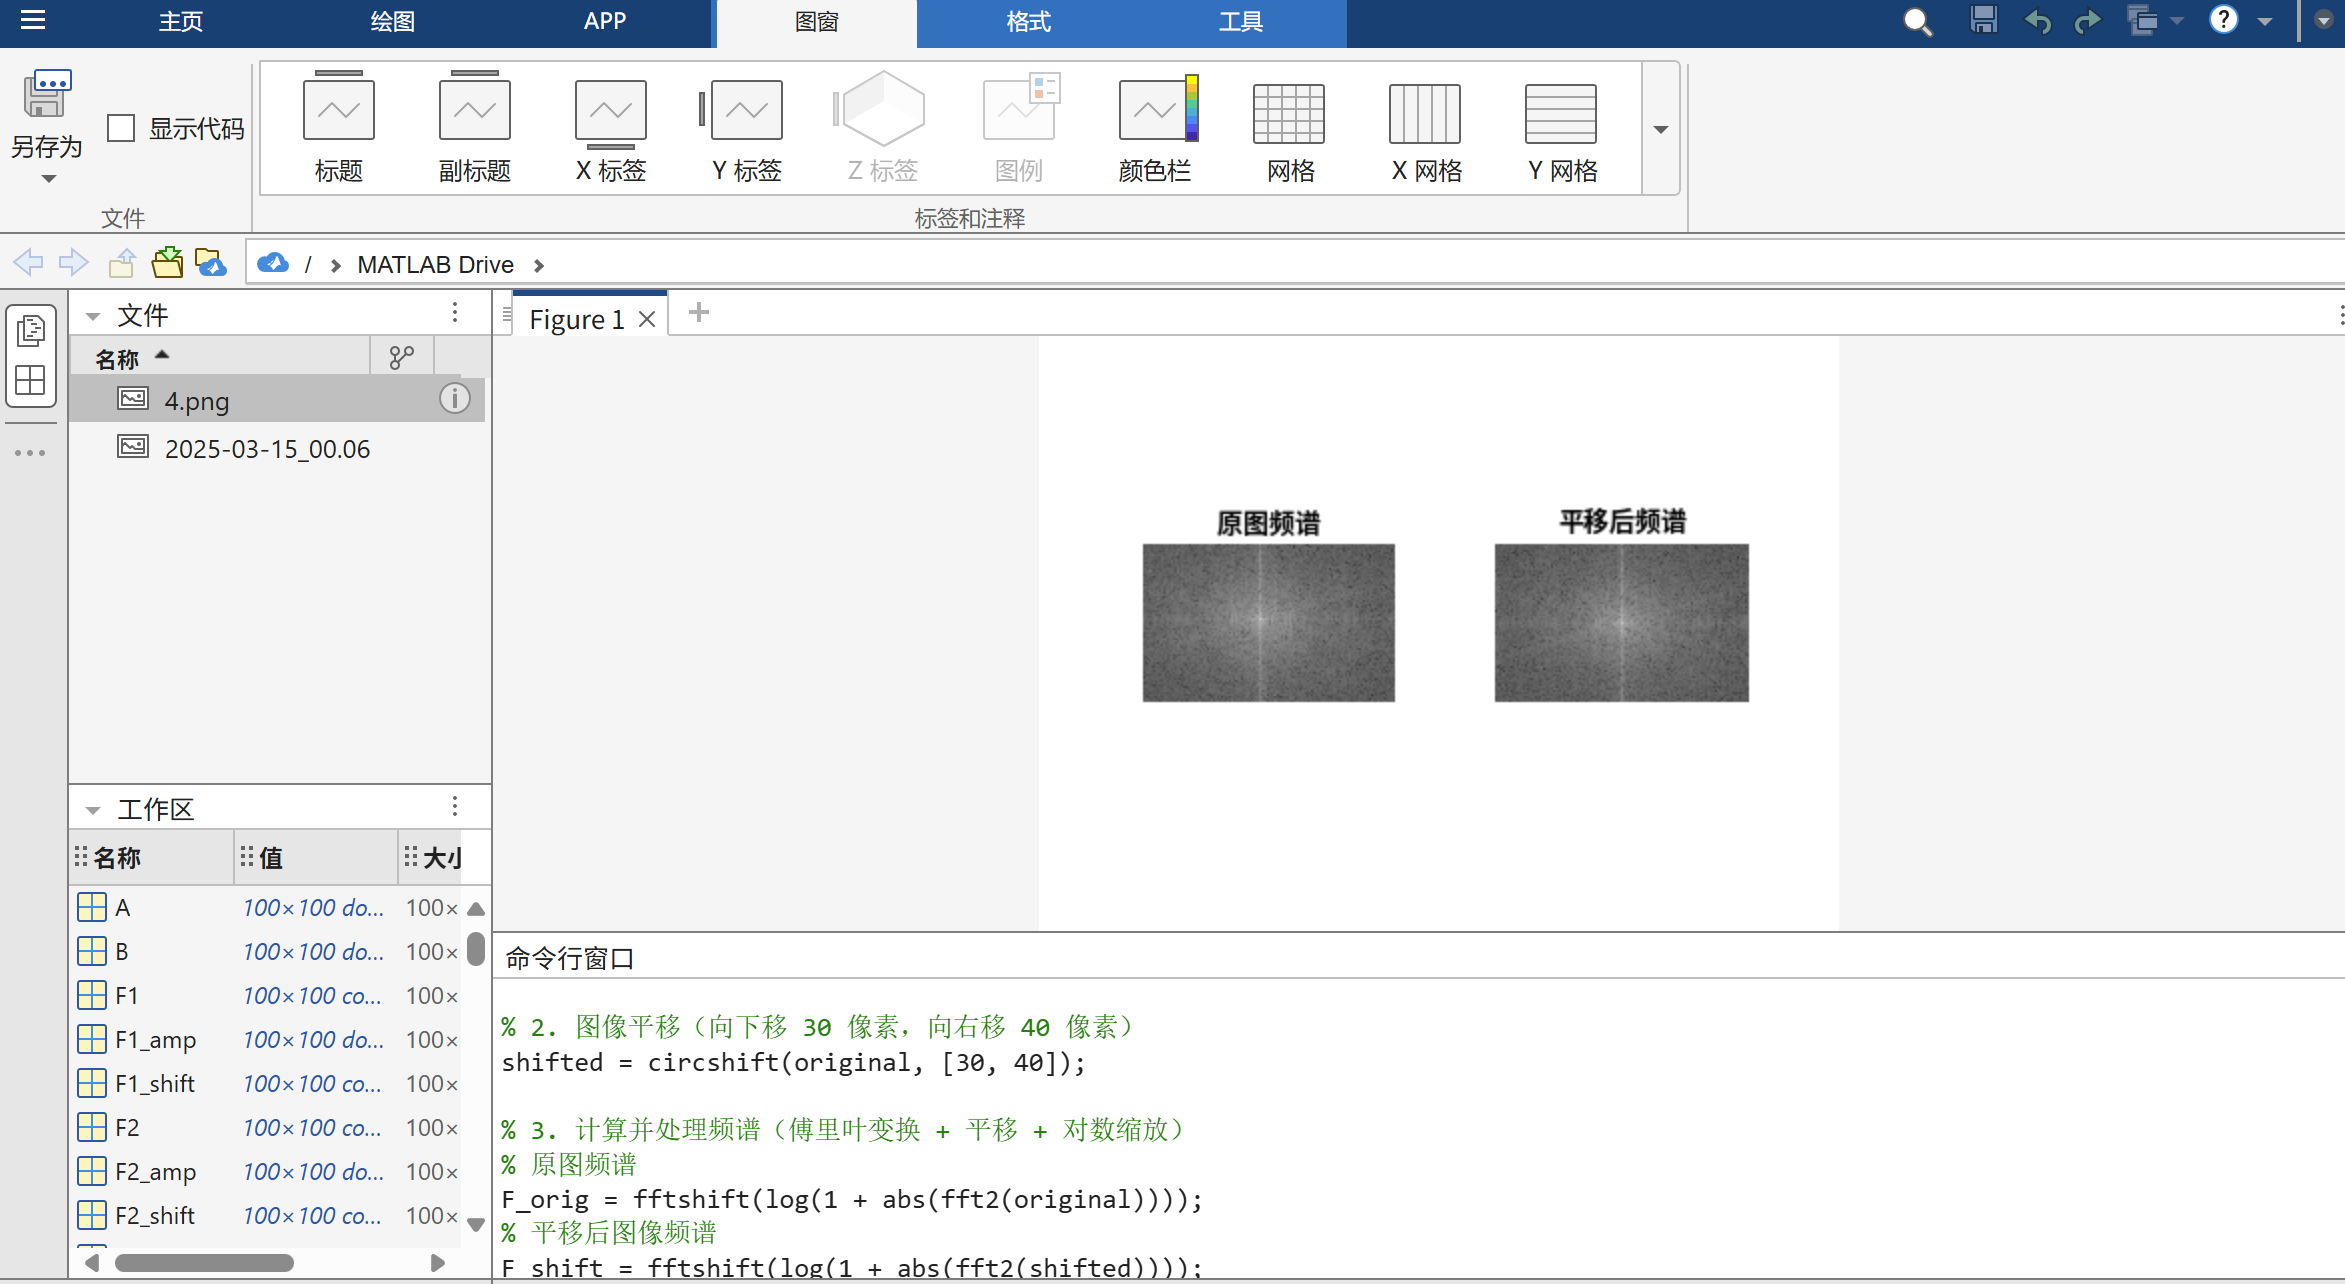 主页 绘图 APP 图窗 格式 工具
另存为
显示代码
标题 副标题 X 标签 Y 标签 Z 标签 图例 颜色栏 网格 X 网格 Y 网格
文件 标签和注释
/ › MATLAB Drive ›
文件
名称
4.png
2025-03-15_00.06
Figure 1
原图频谱 平移后频谱
工作区
名称 值 大小
A 100×100 do... 100×
B 100×100 do... 100×
F1 100×100 co... 100×
F1_amp 100×100 do... 100×
F1_shift 100×100 co... 100×
F2 100×100 co... 100×
F2_amp 100×100 do... 100×
F2_shift 100×100 co... 100×
命令行窗口
% 2. 图像平移（向下移 30 像素，向右移 40 像素）
shifted = circshift(original, [30, 40]);
% 3. 计算并处理频谱（傅里叶变换 + 平移 + 对数缩放）
% 原图频谱
F_orig = fftshift(log(1 + abs(fft2(original))));
% 平移后图像频谱
F_shift = fftshift(log(1 + abs(fft2(shifted))));